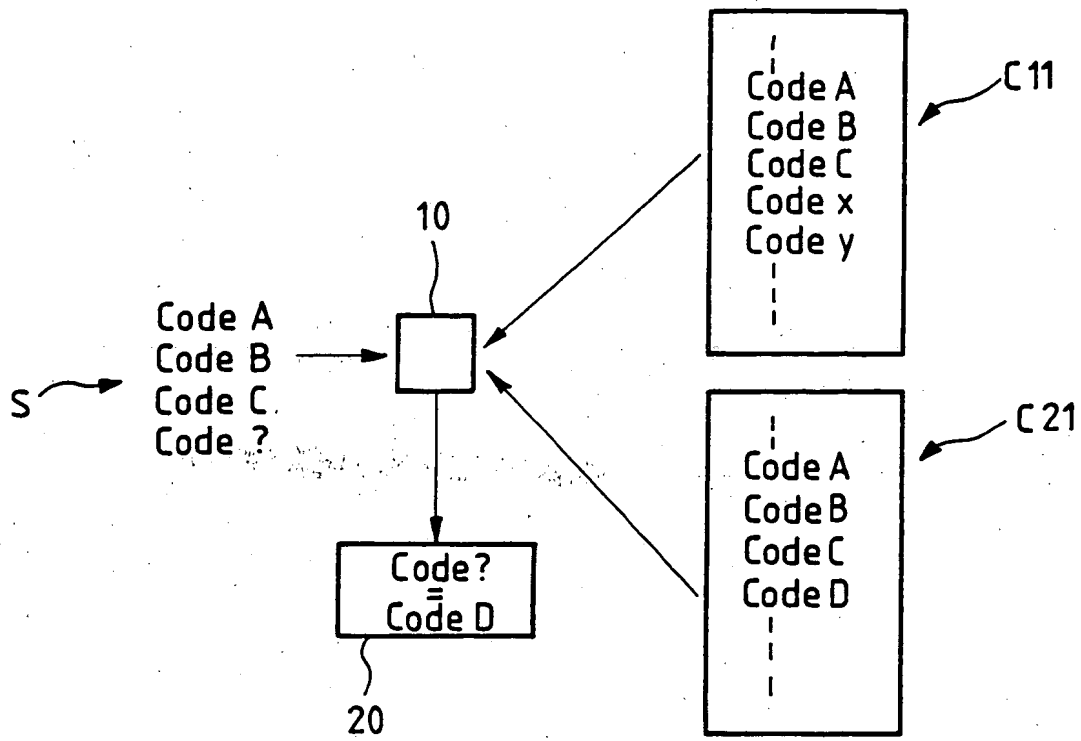 S
Code A
Code B
Code C
Code ?
10
Code?
=
Code D
20
Code A
Code B
Code C
Code x
Code y
C11
Code A
Code B
Code C
Code D
C21